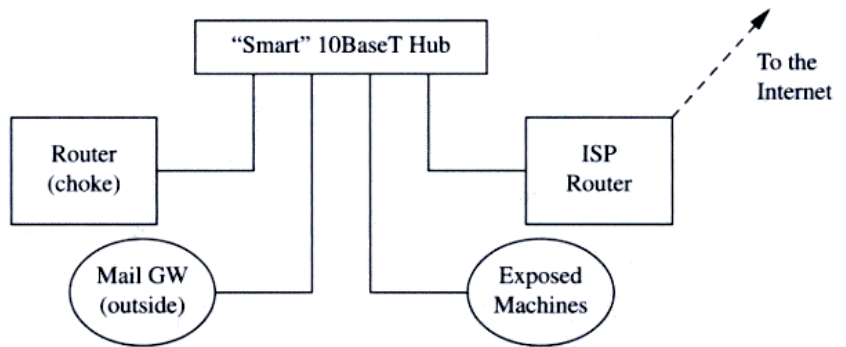 “Smart” 10BaseT Hub
To the
Internet
Router
(choke)
ISP
Router
Mail GW
(outside)
Exposed
Machines